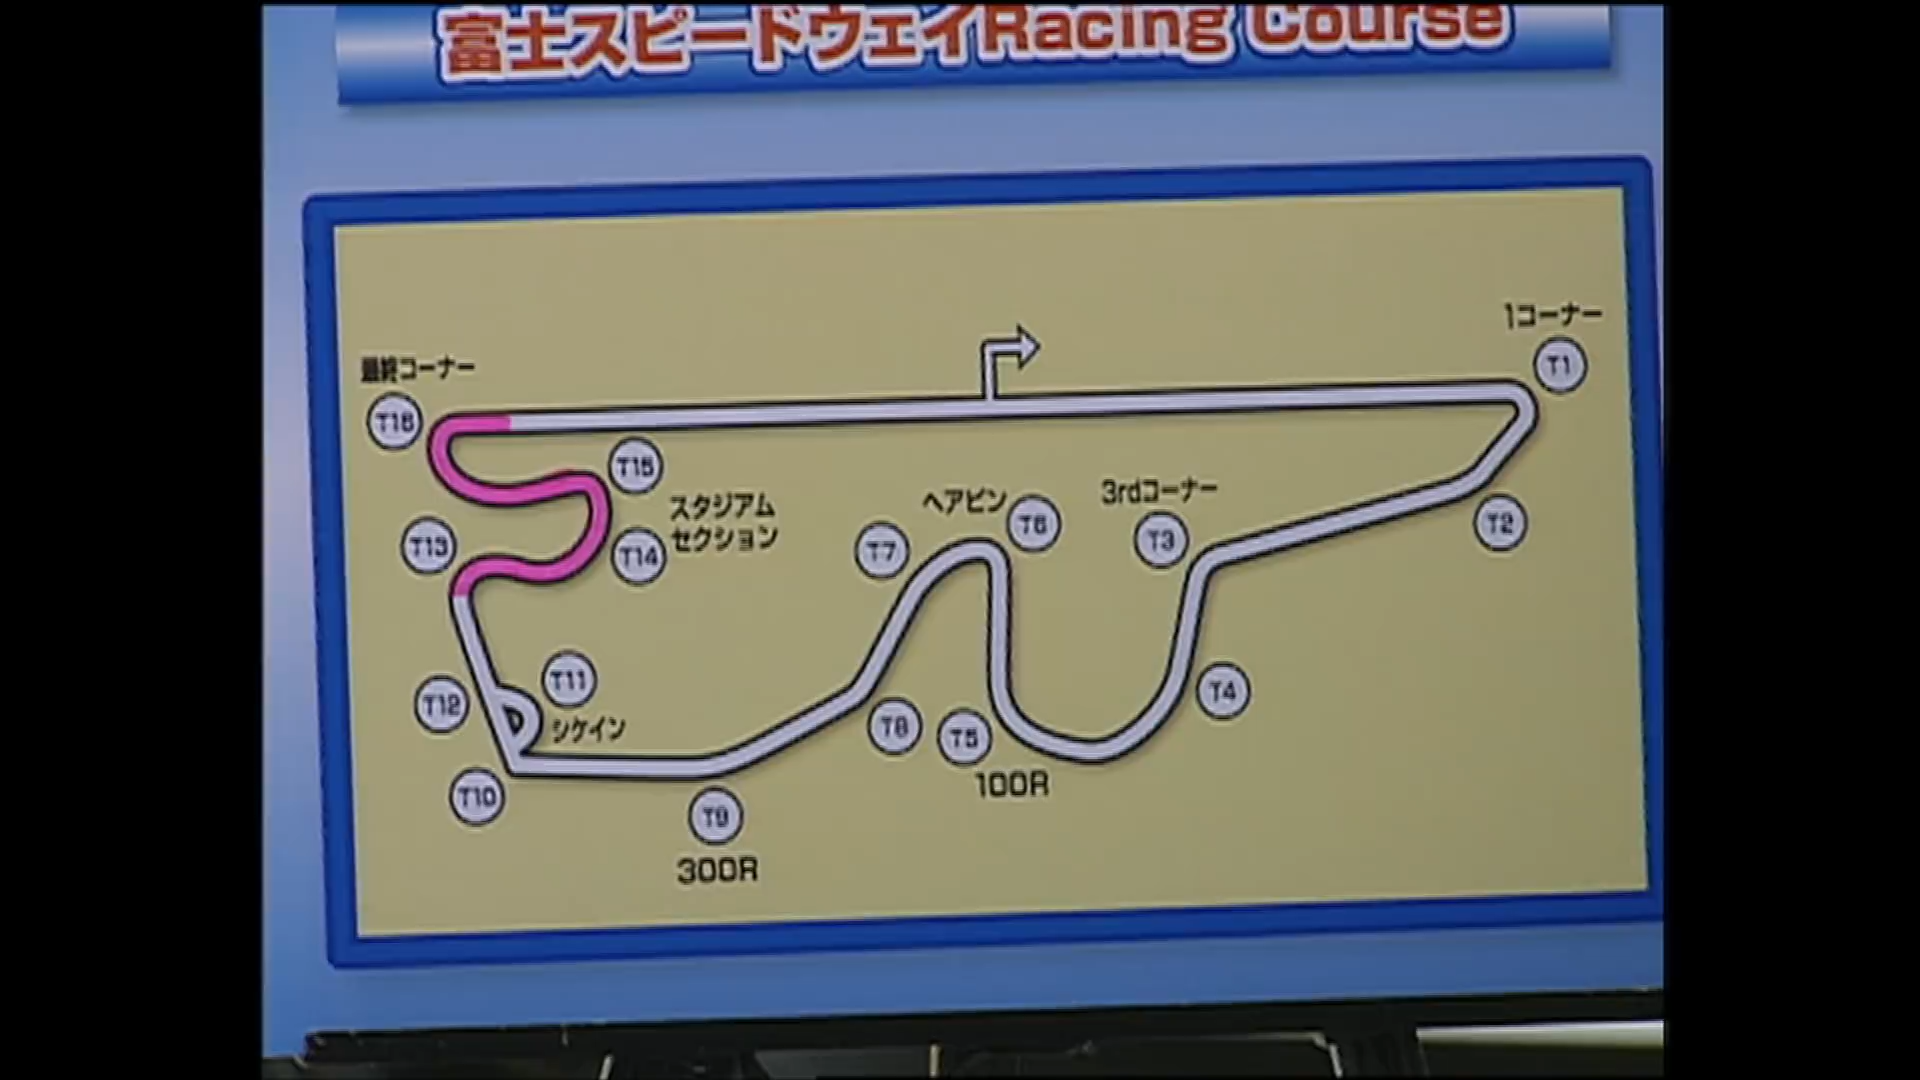 富士スピードウェイRacing Course
1コーナー
T1
最終コーナー
T16
T15
スタジアム
セクション
ヘアピン
T6
3rdコーナー
T3
T2
T13
T14
T7
T11
T12
シケイン
T8
T5
T4
100R
T10
T9
300R